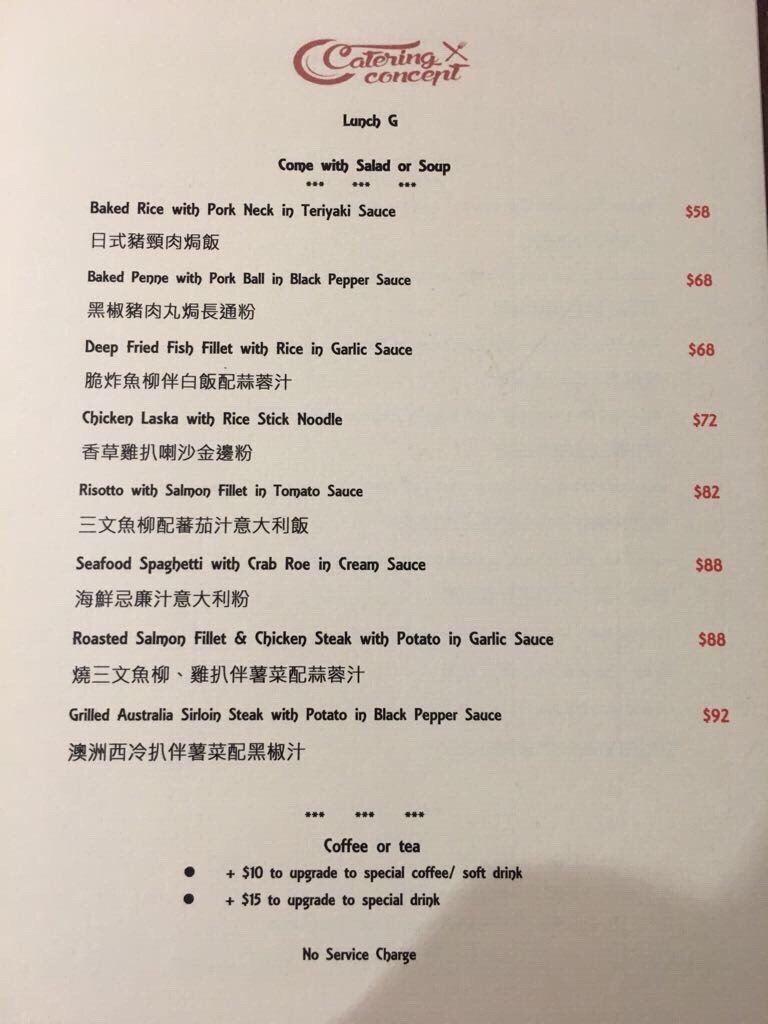 Catering
concept
Lunch G
Come with Salad or Soup
*** *** ***
Baked Rice with Pork Neck in Teriyaki Sauce $58
日式豬頸肉焗飯
Baked Penne with Pork Ball in Black Pepper Sauce $68
黑椒豬肉丸焗長通粉
Deep Fried Fish Fillet with Rice in Garlic Sauce $68
脆炸魚柳伴白飯配蒜蓉汁
Chicken Laska with Rice Stick Noodle $72
香草雞扒喇沙金邊粉
Risotto with Salmon Fillet in Tomato Sauce $82
三文魚柳配蕃茄汁意大利飯
Seafood Spaghetti with Crab Roe in Cream Sauce $88
海鮮忌廉汁意大利粉
Roasted Salmon Fillet & Chicken Steak with Potato in Garlic Sauce $88
燒三文魚柳、雞扒伴薯菜配蒜蓉汁
Grilled Australia Sirloin Steak with Potato in Black Pepper Sauce $92
澳洲西冷扒伴薯菜配黑椒汁
*** *** ***
Coffee or tea
● + $10 to upgrade to special coffee/ soft drink
● + $15 to upgrade to special drink
No Service Charge